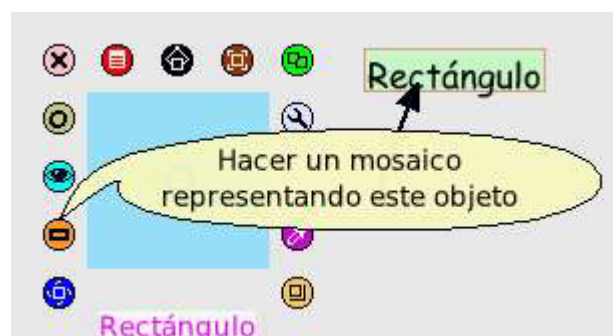 Rectángulo
Hacer un mosaico
representando este objeto
Rectángulo